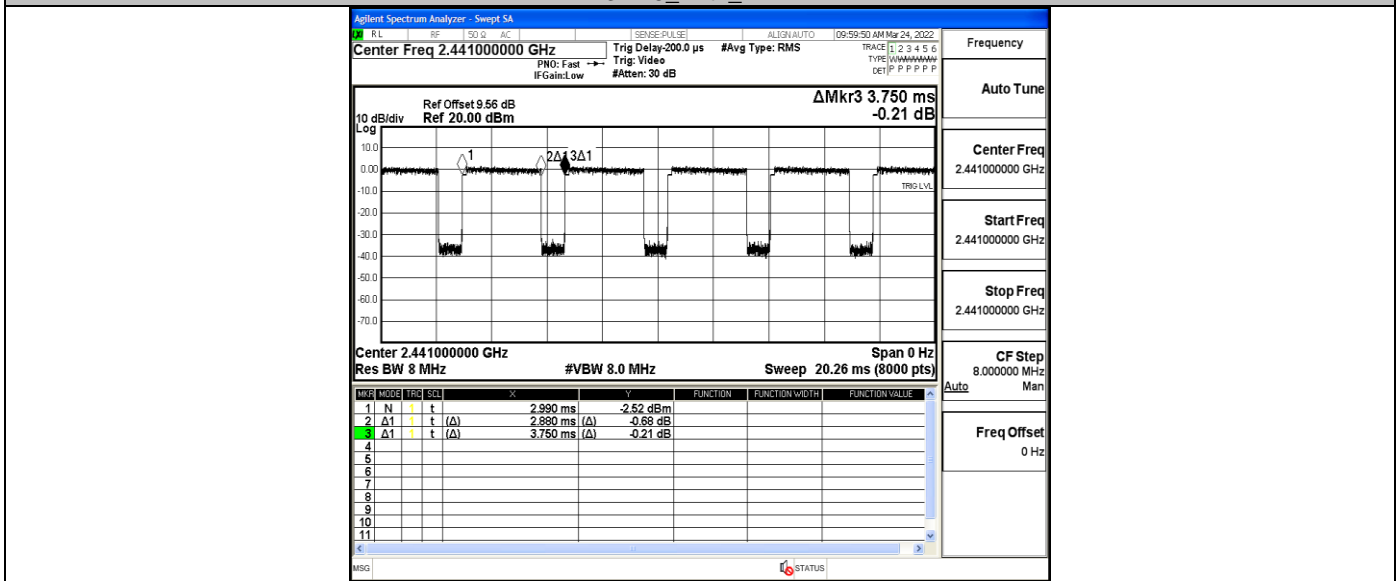 Agilent Spectrum Analyzer - Swept SA
RL RF 50 Ω AC SENSE:PULSE ALIGN AUTO 09:59:50 AM Mar 24, 2022
Center Freq 2.441000000 GHz
PNO: Fast
IFGain:Low
Trig Delay-200.0 µs
Trig: Video
#Atten: 30 dB
#Avg Type: RMS
TRACE 1 2 3 4 5 6
TYPE WWWWWW
DET P P P P P P
Ref Offset 9.56 dB
10 dB/div Ref 20.00 dBm
Log
ΔMkr3 3.750 ms
-0.21 dB
10.0
0.00
-10.0
-20.0
-30.0
-40.0
-50.0
-60.0
-70.0
1
3Δ1
TRIG LVL
Center 2.441000000 GHz Span 0 Hz
Res BW 8 MHz #VBW 8.0 MHz Sweep 20.26 ms (8000 pts)
MKR MODE TRC SCL X Y FUNCTION FUNCTION WIDTH FUNCTION VALUE
1 N 1 t 2.990 ms -2.52 dBm
2 Δ1 1 t (Δ) 2.880 ms (Δ) -0.68 dB
3 Δ1 1 t (Δ) 3.750 ms (Δ) -0.21 dB
4
5
6
7
8
9
10
11
MSG STATUS
Frequency
Auto Tune
Center Freq
2.441000000 GHz
Start Freq
2.441000000 GHz
Stop Freq
2.441000000 GHz
CF Step
8.000000 MHz
Auto Man
Freq Offset
0 Hz